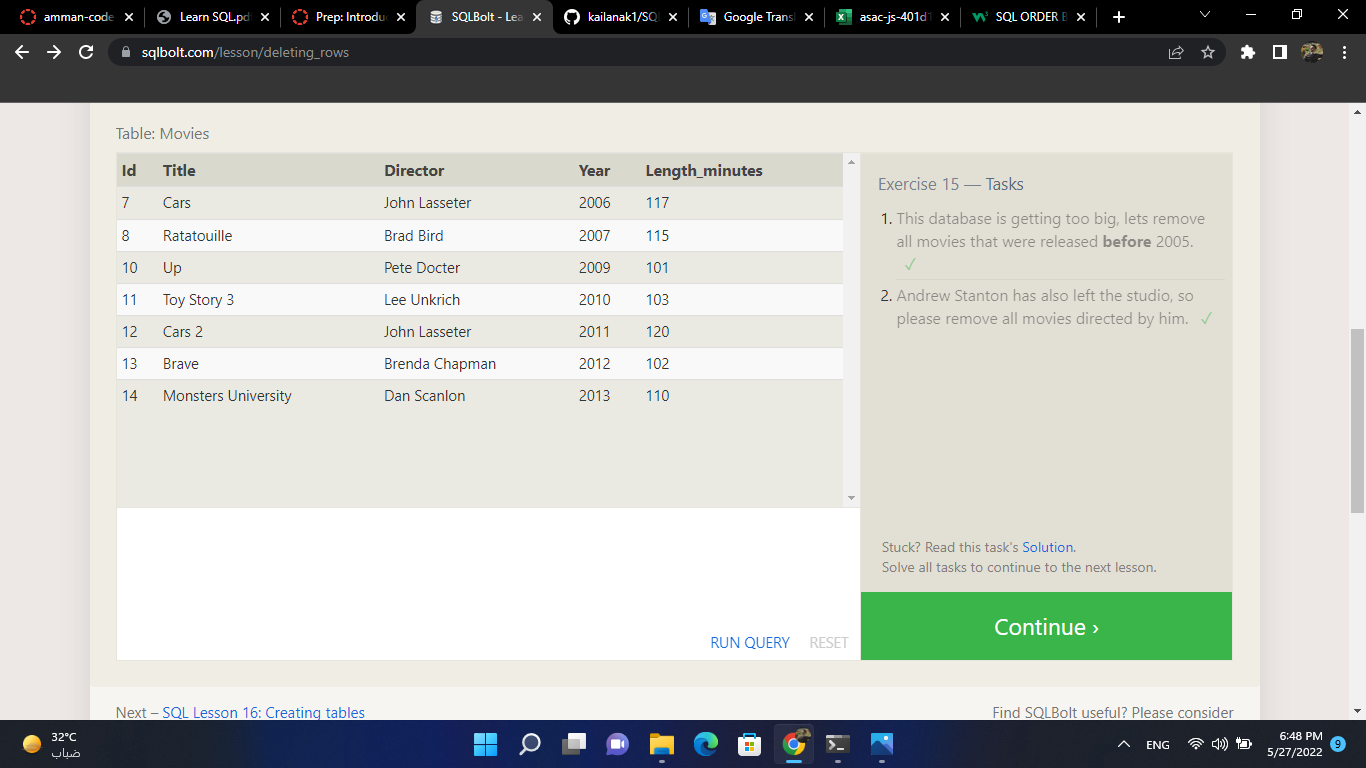 amman-code
Learn SQL.pd
Prep: Introdu
SQLBolt - Lea
kailanak1/SQ
Google Transl
asac-js-401d1
SQL ORDER B
sqlbolt.com/lesson/deleting_rows
Table: Movies
Id Title Director Year Length_minutes
7 Cars John Lasseter 2006 117
8 Ratatouille Brad Bird 2007 115
10 Up Pete Docter 2009 101
11 Toy Story 3 Lee Unkrich 2010 103
12 Cars 2 John Lasseter 2011 120
13 Brave Brenda Chapman 2012 102
14 Monsters University Dan Scanlon 2013 110
RUN QUERY RESET
Exercise 15 — Tasks
1. This database is getting too big, lets remove
all movies that were released before 2005.
✓
2. Andrew Stanton has also left the studio, so
please remove all movies directed by him. ✓
Stuck? Read this task's Solution.
Solve all tasks to continue to the next lesson.
Continue ›
Next – SQL Lesson 16: Creating tables
Find SQLBolt useful? Please consider
32°C
ضباب
ENG
6:48 PM
5/27/2022
9